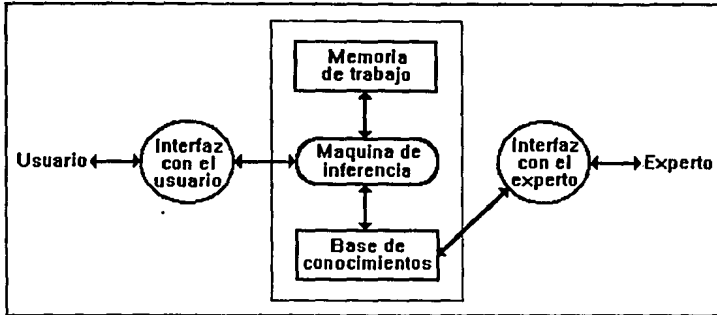 Memoria
de trabajo
Usuario
Interfaz
con el
usuario
Maquina de
inferencia
Interfaz
con el
experto
Experto
Base de
conocimientos